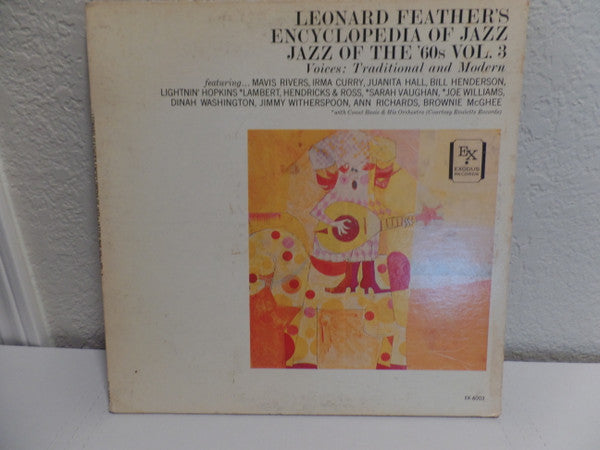 LEONARD FEATHER'S
ENCYCLOPEDIA OF JAZZ
JAZZ OF THE '60s VOL. 3
Voices: Traditional and Modern
featuring... MAVIS RIVERS, IRMA CURRY, JUANITA HALL, BILL HENDERSON,
LIGHTNIN' HOPKINS *LAMBERT, HENDRICKS & ROSS, *SARAH VAUGHAN, *JOE WILLIAMS,
DINAH WASHINGTON, JIMMY WITHERSPOON, ANN RICHARDS, BROWNIE McGHEE
*with Count Basie & His Orchestra (Courtesy Roulette Records)
EX
EXODUS
RECORDS
EX-6003